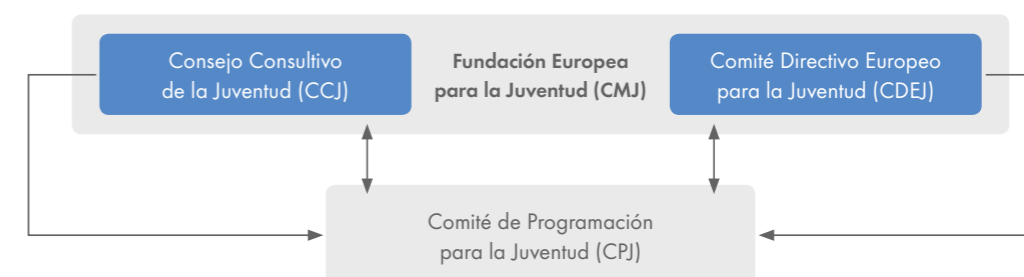 Consejo Consultivo
de la Juventud (CCJ)
Fundación Europea
para la Juventud (CMJ)
Comité Directivo Europeo
para la Juventud (CDEJ)
Comité de Programación
para la Juventud (CPJ)